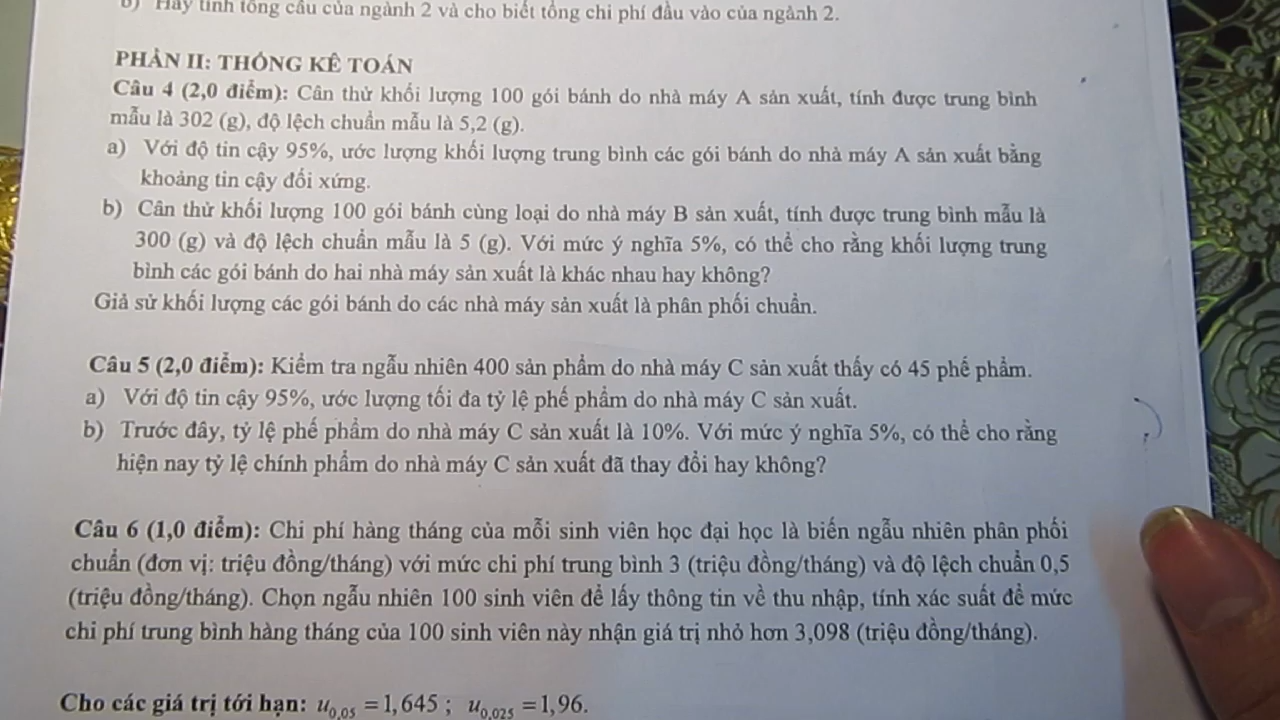 b) Hãy tính tổng cầu của ngành 2 và cho biết tổng chi phí đầu vào của ngành 2.
PHẦN II: THỐNG KÊ TOÁN
Câu 4 (2,0 điểm): Cân thử khối lượng 100 gói bánh do nhà máy A sản xuất, tính được trung bình
mẫu là 302 (g), độ lệch chuẩn mẫu là 5,2 (g).
a) Với độ tin cậy 95%, ước lượng khối lượng trung bình các gói bánh do nhà máy A sản xuất bằng
khoảng tin cậy đối xứng.
b) Cân thử khối lượng 100 gói bánh cùng loại do nhà máy B sản xuất, tính được trung bình mẫu là
300 (g) và độ lệch chuẩn mẫu là 5 (g). Với mức ý nghĩa 5%, có thể cho rằng khối lượng trung
bình các gói bánh do hai nhà máy sản xuất là khác nhau hay không?
Giả sử khối lượng các gói bánh do các nhà máy sản xuất là phân phối chuẩn.
Câu 5 (2,0 điểm): Kiểm tra ngẫu nhiên 400 sản phẩm do nhà máy C sản xuất thấy có 45 phế phẩm.
a) Với độ tin cậy 95%, ước lượng tối đa tỷ lệ phế phẩm do nhà máy C sản xuất.
b) Trước đây, tỷ lệ phế phẩm do nhà máy C sản xuất là 10%. Với mức ý nghĩa 5%, có thể cho rằng
hiện nay tỷ lệ chính phẩm do nhà máy C sản xuất đã thay đổi hay không?
Câu 6 (1,0 điểm): Chi phí hàng tháng của mỗi sinh viên học đại học là biến ngẫu nhiên phân phối
chuẩn (đơn vị: triệu đồng/tháng) với mức chi phí trung bình 3 (triệu đồng/tháng) và độ lệch chuẩn 0,5
(triệu đồng/tháng). Chọn ngẫu nhiên 100 sinh viên để lấy thông tin về thu nhập, tính xác suất để mức
chi phí trung bình hàng tháng của 100 sinh viên này nhận giá trị nhỏ hơn 3,098 (triệu đồng/tháng).
Cho các giá trị tới hạn: u₀,₀₅ = 1,645 ; u₀,₀₂₅ = 1,96.